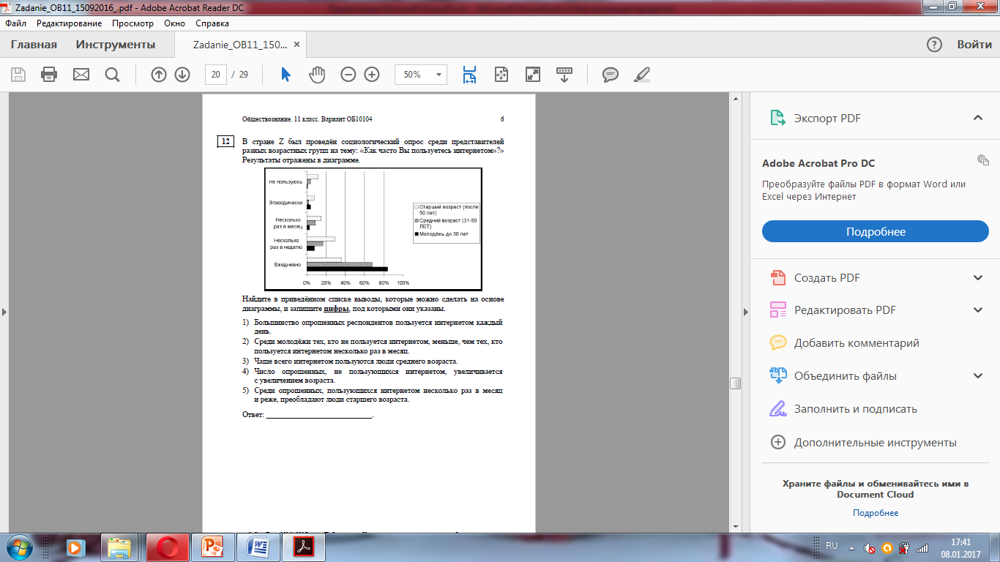 Zadanie_OB11_15092016_.pdf - Adobe Acrobat Reader DC
Файл Редактирование Просмотр Окно Справка
Главная Инструменты Zadanie_OB11_150... × Войти
20 / 29 50%
Обществознание. 11 класс. Вариант ОБ10104 6
12 В стране Z был проведён социологический опрос среди представителей
разных возрастных групп на тему: «Как часто Вы пользуетесь интернетом»?»
Результаты отражены в диаграмме.
Не пользуюсь
Эпизодически
Несколько
раз в месяц
Несколько
раз в неделю
Ежедневно
0% 20% 40% 60% 80% 100%
Старший возраст (после
50 лет)
Средний возраст (31-50
ЛЕТ)
Молодёжь до 30 лет
Найдите в приведённом списке выводы, которые можно сделать на основе
диаграммы, и запишите цифры, под которыми они указаны.
1) Большинство опрошенных респондентов пользуется интернетом каждый
день.
2) Среди молодёжи тех, кто не пользуется интернетом, меньше, чем тех, кто
пользуется интернетом несколько раз в месяц.
3) Чаще всего интернетом пользуются люди среднего возраста.
4) Число опрошенных, не пользующихся интернетом, увеличивается
с увеличением возраста.
5) Среди опрошенных, пользующихся интернетом несколько раз в месяц
и реже, преобладают люди старшего возраста.
Ответ: ____________________________.
Экспорт PDF
Adobe Acrobat Pro DC
Преобразуйте файлы PDF в формат Word или
Excel через Интернет
Подробнее
Создать PDF
Редактировать PDF
Добавить комментарий
Объединить файлы
Заполнить и подписать
Дополнительные инструменты
Храните файлы и обменивайтесь ими в
Document Cloud
Подробнее
RU
17:41
08.01.2017